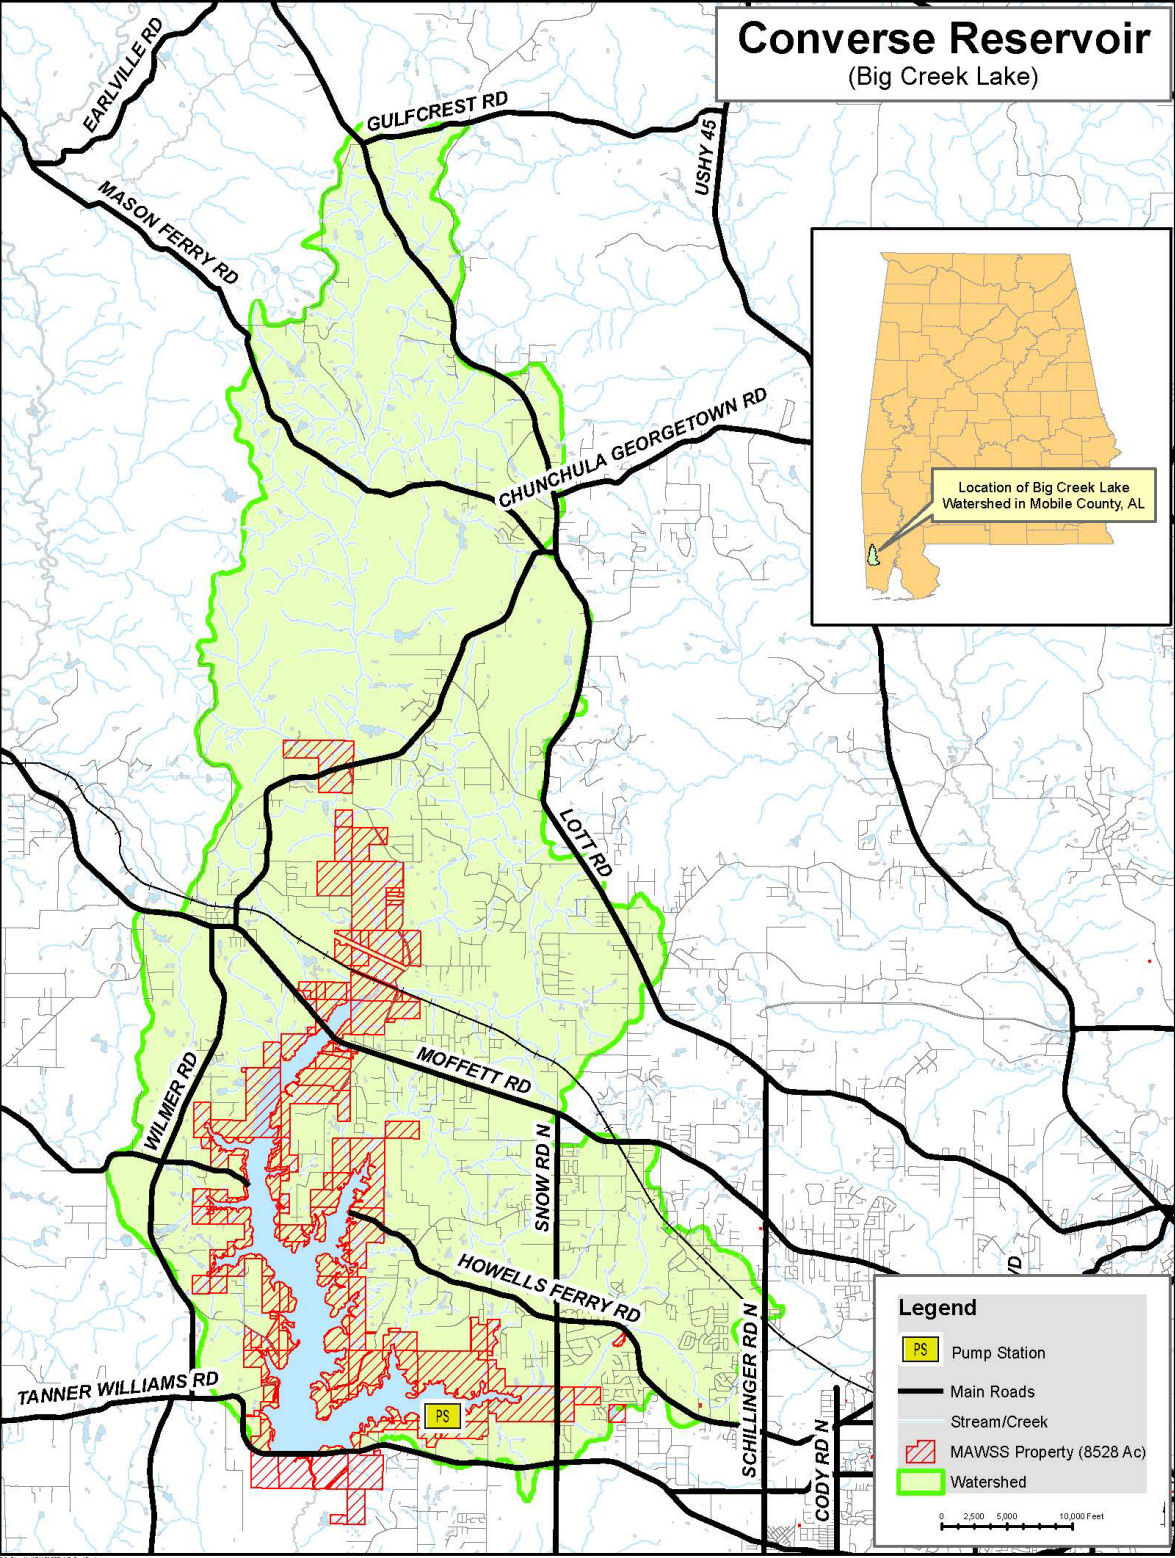 Converse Reservoir
(Big Creek Lake)
EARLVILLE RD
GULFCREST RD
USHY 45
MASON FERRY RD
CHUNCHULA GEORGETOWN RD
Location of Big Creek Lake
Watershed in Mobile County, AL
LOTT RD
MOFFETT RD
WILMER RD
SNOW RD N
HOWELLS FERRY RD
VD
SCHILLINGER RD N
TANNER WILLIAMS RD
PS
CODY RD N
Legend
PS
Pump Station
Main Roads
Stream/Creek
MAWSS Property (8528 Ac)
Watershed
0 2,500 5,000 10,000 Feet